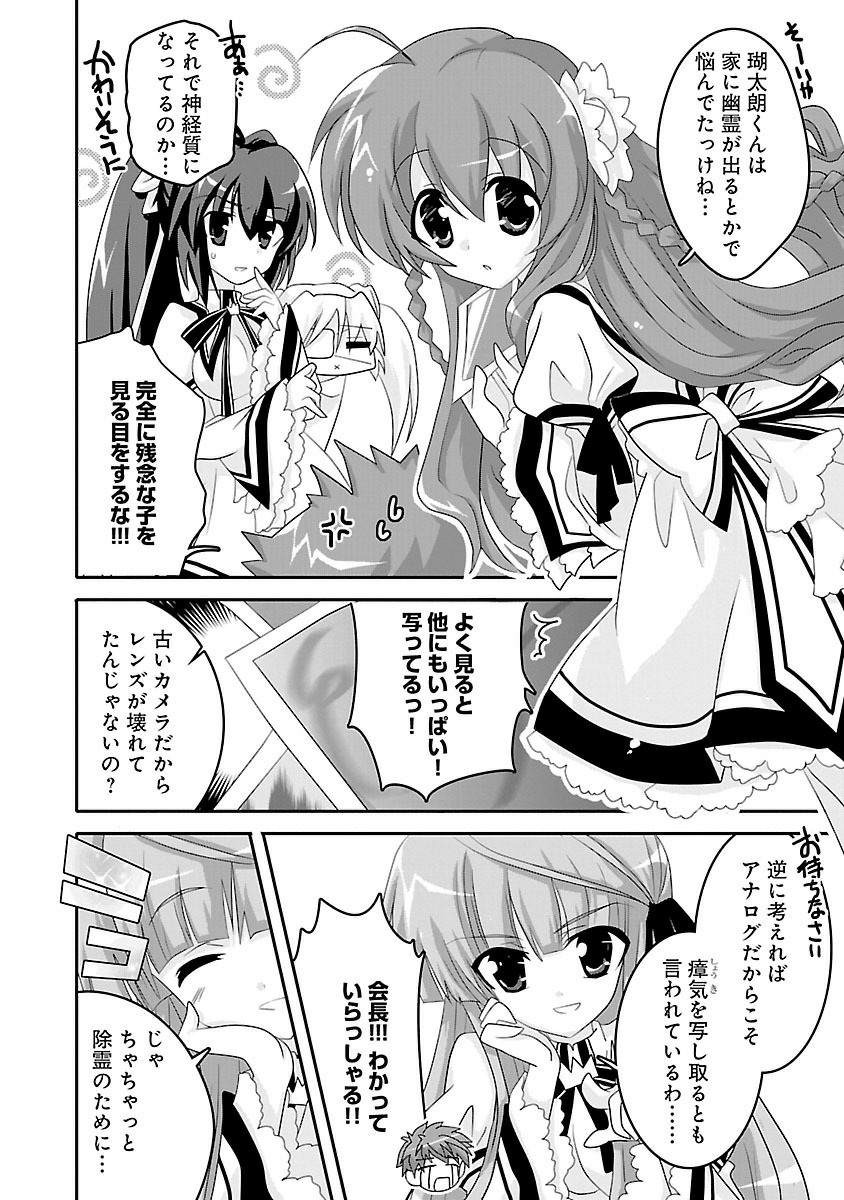 そーいや
瑚太朗くんは
家に幽霊が出るとかで
悩んでたっけね…
あぁ…
それで神経質に
なってるのか…
かわいそうに
完全に残念な子を
見る目をするな!!!
よく見ると
他にもいっぱい！
写ってるっ！
古いカメラだから
レンズが壊れて
たんじゃないの？
お待ちなさい
逆に考えれば
アナログだからこそ
瘴気を写し取るとも
しょうき
言われているわ……
会長!!! わかって
いらっしゃる!!
ニコ
じゃ
ちゃちゃっと
除霊のために…